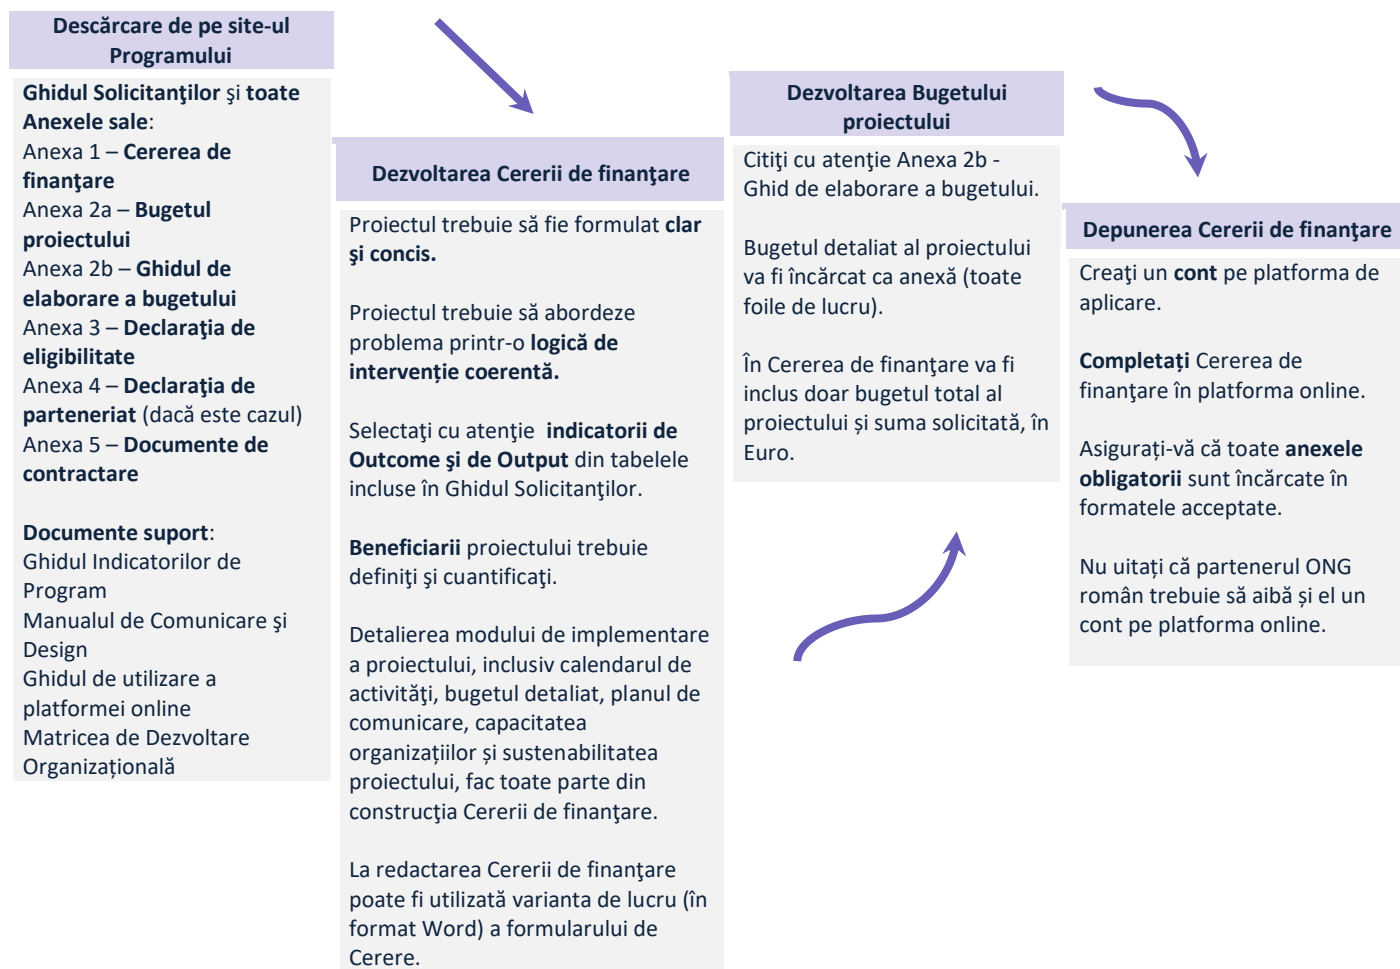 Descărcare de pe site-ul
Programului
Ghidul Solicitanţilor şi toate
Anexele sale:
Anexa 1 – Cererea de
finanţare
Anexa 2a – Bugetul
proiectului
Anexa 2b – Ghidul de
elaborare a bugetului
Anexa 3 – Declaraţia de
eligibilitate
Anexa 4 – Declaraţia de
parteneriat (dacă este cazul)
Anexa 5 – Documente de
contractare
Documente suport:
Ghidul Indicatorilor de
Program
Manualul de Comunicare şi
Design
Ghidul de utilizare a
platformei online
Matricea de Dezvoltare
Organizațională
Dezvoltarea Cererii de finanţare
Proiectul trebuie să fie formulat clar
şi concis.
Proiectul trebuie să abordeze
problema printr-o logică de
intervenție coerentă.
Selectaţi cu atenţie indicatorii de
Outcome şi de Output din tabelele
incluse în Ghidul Solicitanţilor.
Beneficiarii proiectului trebuie
definiţi şi cuantificaţi.
Detalierea modului de implementare
a proiectului, inclusiv calendarul de
activităţi, bugetul detaliat, planul de
comunicare, capacitatea
organizațiilor și sustenabilitatea
proiectului, fac toate parte din
construcţia Cererii de finanţare.
La redactarea Cererii de finanţare
poate fi utilizată varianta de lucru (în
format Word) a formularului de
Cerere.
Dezvoltarea Bugetului
proiectului
Citiţi cu atenţie Anexa 2b -
Ghid de elaborare a bugetului.
Bugetul detaliat al proiectului
va fi încărcat ca anexă (toate
foile de lucru).
În Cererea de finanţare va fi
inclus doar bugetul total al
proiectului și suma solicitată, în
Euro.
Depunerea Cererii de finanţare
Creaţi un cont pe platforma de
aplicare.
Completați Cererea de
finanţare în platforma online.
Asigurați-vă că toate anexele
obligatorii sunt încărcate în
formatele acceptate.
Nu uitați că partenerul ONG
român trebuie să aibă și el un
cont pe platforma online.